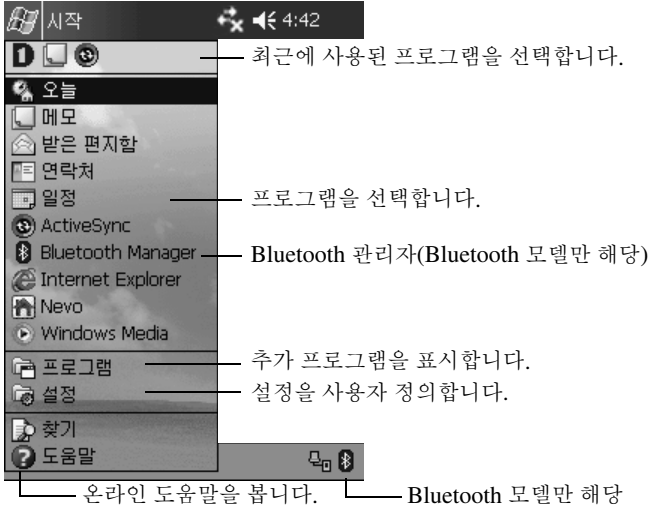 시작 4:42
최근에 사용된 프로그램을 선택합니다.
오늘
메모
받은 편지함
연락처
일정
프로그램을 선택합니다.
ActiveSync
Bluetooth Manager
Bluetooth 관리자(Bluetooth 모델만 해당)
Internet Explorer
Nevo
Windows Media
프로그램
추가 프로그램을 표시합니다.
설정
설정을 사용자 정의합니다.
찾기
도움말
온라인 도움말을 봅니다.
Bluetooth 모델만 해당